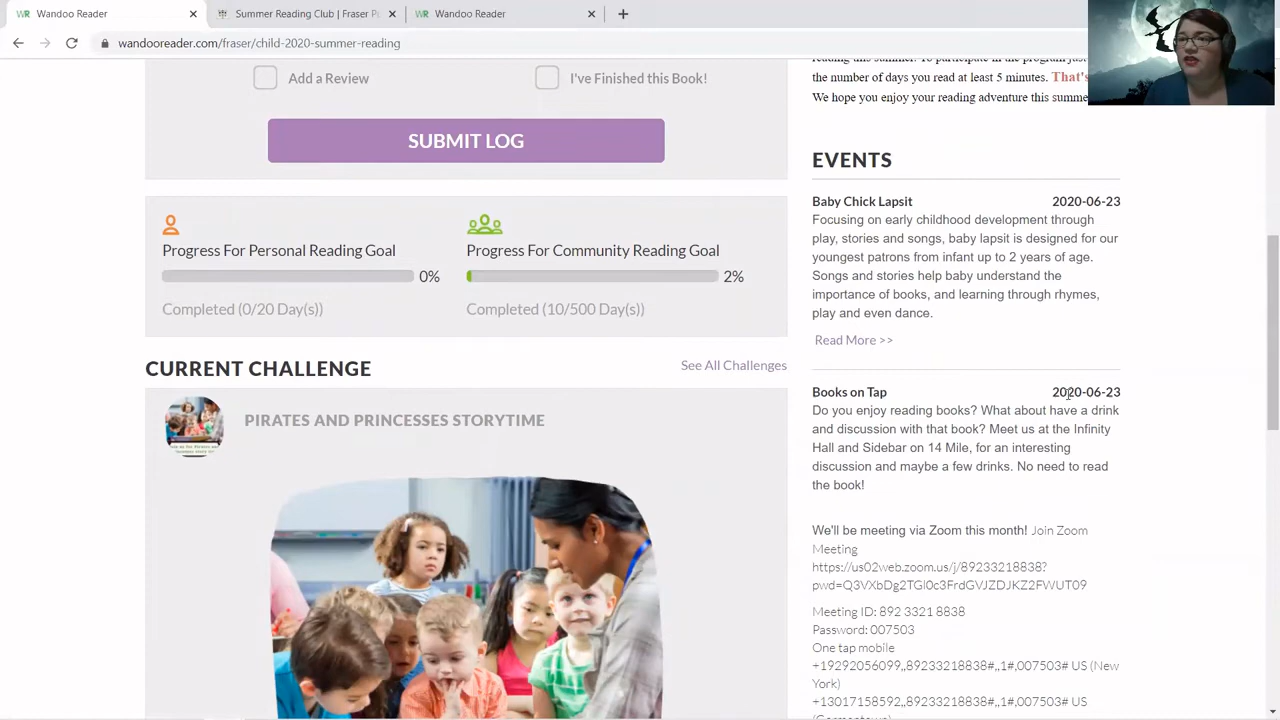 Wandoo Reader
Summer Reading Club | Fraser Pu
Wandoo Reader
wandooreader.com/fraser/child-2020-summer-reading
Add a Review
I've Finished this Book!
SUBMIT LOG
Progress For Personal Reading Goal
0%
Completed (0/20 Day(s))
Progress For Community Reading Goal
2%
Completed (10/500 Day(s))
CURRENT CHALLENGE
See All Challenges
PIRATES AND PRINCESSES STORYTIME
reading this summer. To participate in the program just
the number of days you read at least 5 minutes. That's
We hope you enjoy your reading adventure this summe
EVENTS
Baby Chick Lapsit 2020-06-23
Focusing on early childhood development through
play, stories and songs, baby lapsit is designed for our
youngest patrons from infant up to 2 years of age.
Songs and stories help baby understand the
importance of books, and learning through rhymes,
play and even dance.
Read More >>
Books on Tap 2020-06-23
Do you enjoy reading books? What about have a drink
and discussion with that book? Meet us at the Infinity
Hall and Sidebar on 14 Mile, for an interesting
discussion and maybe a few drinks. No need to read
the book!
We'll be meeting via Zoom this month! Join Zoom
Meeting
https://us02web.zoom.us/j/89233218838?
pwd=Q3VXbDg2TGl0c3FrdGVJZDJKZ2FWUT09
Meeting ID: 892 3321 8838
Password: 007503
One tap mobile
+19292056099,,89233218838#,,1#,007503# US (New
York)
+13017158592,,89233218838#,,1#,007503# US